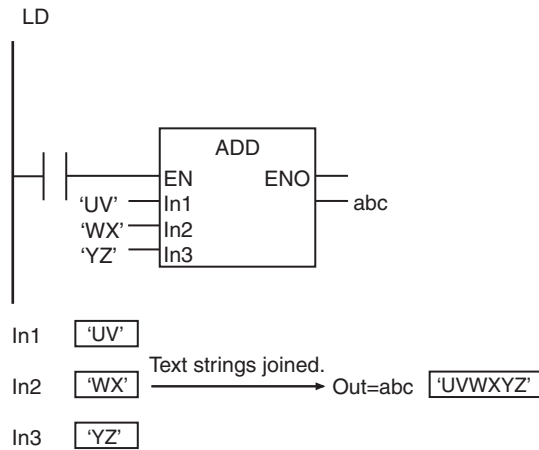 LD
ADD
EN ENO
‘UV’ In1 abc
‘WX’ In2
‘YZ’ In3
In1 ‘UV’
Text strings joined.
In2 ‘WX’ Out=abc ‘UVWXYZ’
In3 ‘YZ’